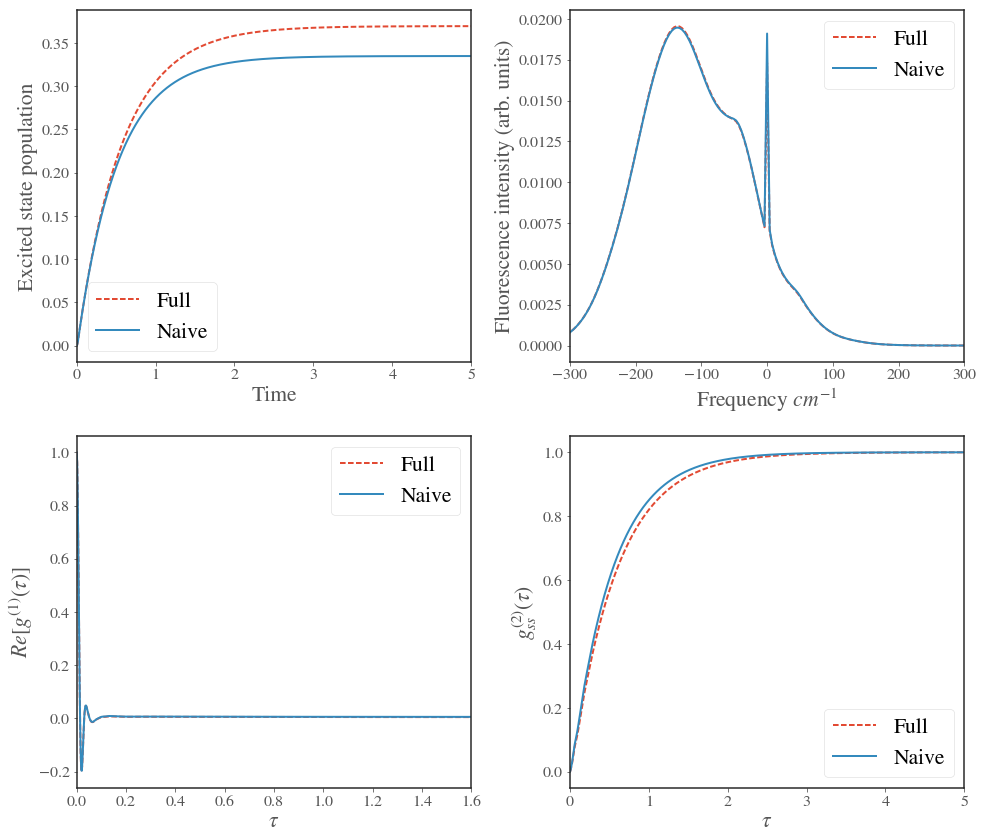 Excited state population
0.35
0.30
0.25
0.20
0.15
0.10
0.05
0.00
Full
Naive
0 1 2 3 4 5
Time
Fluorescence intensity (arb. units)
0.0200
0.0175
0.0150
0.0125
0.0100
0.0075
0.0050
0.0025
0.0000
Full
Naive
−300 −200 −100 0 100 200 300
Frequency cm⁻¹
Re[g⁽¹⁾(τ)]
1.0
0.8
0.6
0.4
0.2
0.0
−0.2
Full
Naive
0.0 0.2 0.4 0.6 0.8 1.0 1.2 1.4 1.6
τ
g_{ss}^{(2)}(τ)
1.0
0.8
0.6
0.4
0.2
0.0
Full
Naive
0 1 2 3 4 5
τ